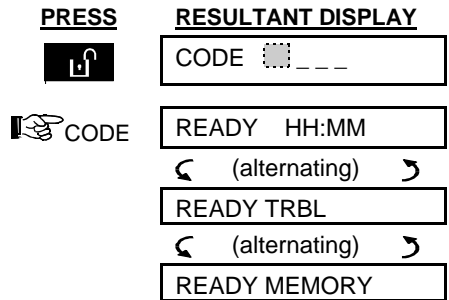 PRESS RESULTANT DISPLAY
CODE _ _ _
CODE READY HH:MM
(alternating)
READY TRBL
(alternating)
READY MEMORY